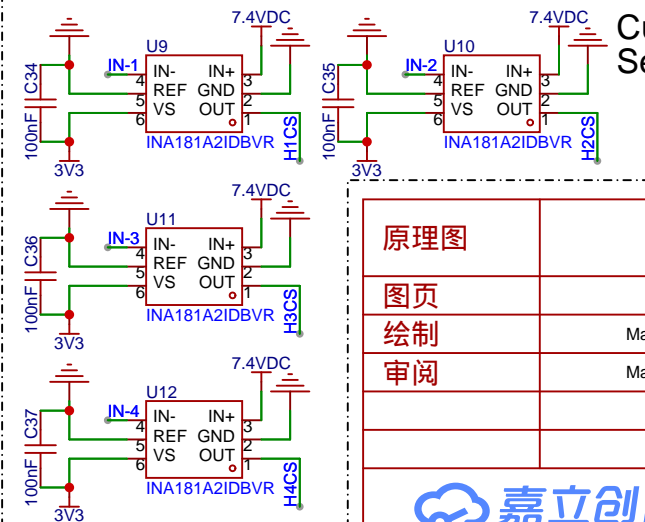 7.4VDC
U9
C34
100nF
IN-1
IN- IN+
REF GND
VS OUT
4 3
5 2
6 1
INA181A2IDBVR
H1CS
3V3
7.4VDC
U10
C35
100nF
IN-2
IN- IN+
REF GND
VS OUT
4 3
5 2
6 1
INA181A2IDBVR
H2CS
3V3
7.4VDC
U11
C36
100nF
IN-3
IN- IN+
REF GND
VS OUT
4 3
5 2
6 1
INA181A2IDBVR
H3CS
3V3
7.4VDC
U12
C37
100nF
IN-4
IN- IN+
REF GND
VS OUT
4 3
5 2
6 1
INA181A2IDBVR
H4CS
3V3
原理图
图页
绘制
审阅
嘉立创